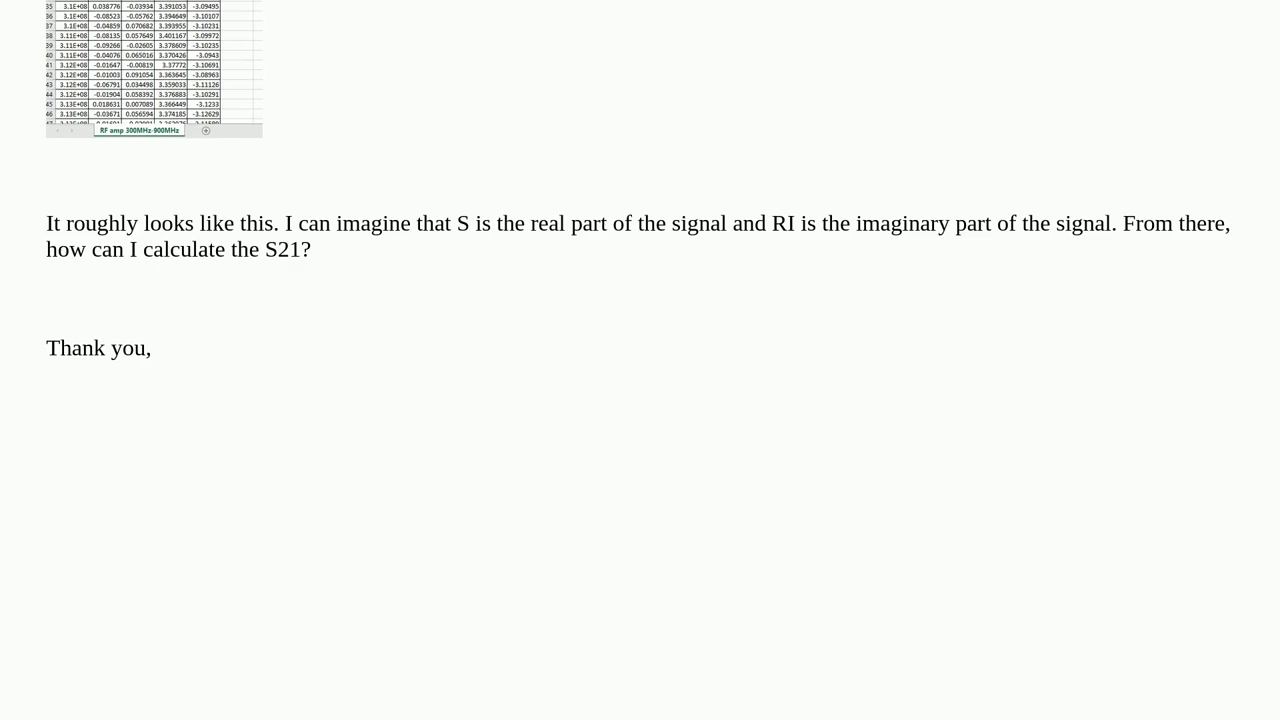 35 3.1E+08 0.038776 -0.03934 3.391053 -3.09495
36 3.1E+08 -0.08523 -0.05762 3.394649 -3.10107
37 3.1E+08 -0.04859 0.070682 3.393955 -3.10231
38 3.11E+08 -0.08135 0.057649 3.401167 -3.09972
39 3.11E+08 -0.09266 -0.02605 3.378609 -3.10235
40 3.11E+08 -0.04076 0.065016 3.370426 -3.0943
41 3.12E+08 -0.01647 -0.00819 3.37772 -3.10691
42 3.12E+08 -0.01003 0.091054 3.363645 -3.08963
43 3.12E+08 -0.06791 0.034498 3.359033 -3.11126
44 3.12E+08 -0.01904 0.058392 3.376883 -3.10291
45 3.13E+08 0.018631 0.007089 3.366449 -3.1233
46 3.13E+08 -0.03671 0.056594 3.374185 -3.12629
RF amp 300MHz-900MHz
It roughly looks like this. I can imagine that S is the real part of the signal and RI is the imaginary part of the signal. From there,
how can I calculate the S21?
Thank you,